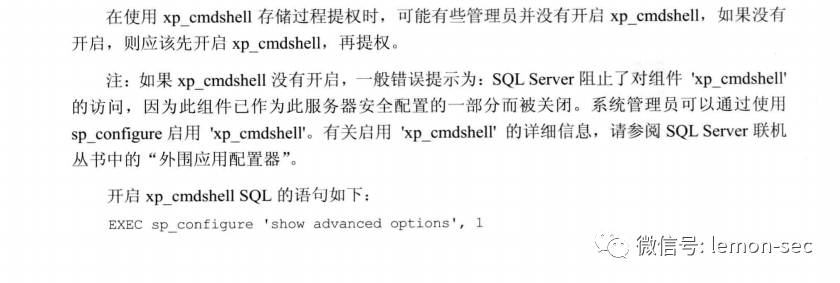 在使用 xp_cmdshell 存储过程提权时，可能有些管理员并没有开启 xp_cmdshell，如果没有
开启，则应该先开启 xp_cmdshell，再提权。
注：如果 xp_cmdshell 没有开启，一般错误提示为：SQL Server 阻止了对组件 'xp_cmdshell'
的访问，因为此组件已作为此服务器安全配置的一部分而被关闭。系统管理员可以通过使用
sp_configure 启用 'xp_cmdshell'。有关启用 'xp_cmdshell' 的详细信息，请参阅 SQL Server 联机
丛书中的“外围应用配置器”。
开启 xp_cmdshell SQL 的语句如下：
EXEC sp_configure 'show advanced options', 1
微信号: lemon-sec